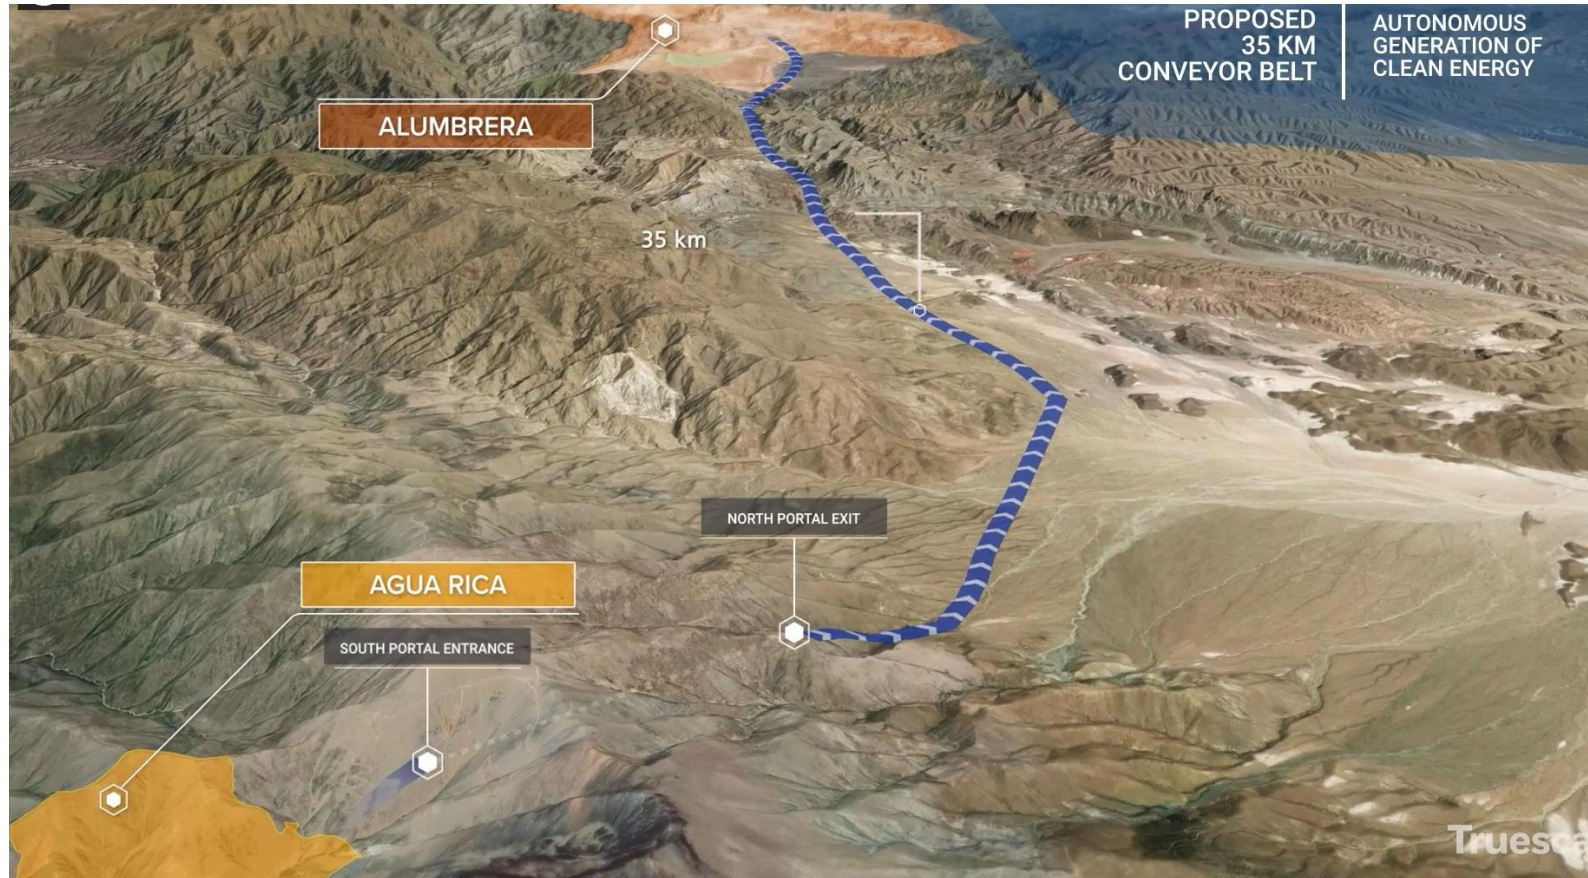 PROPOSED
35 KM
CONVEYOR BELT
AUTONOMOUS
GENERATION OF
CLEAN ENERGY
ALUMBRERA
35 km
NORTH PORTAL EXIT
AGUA RICA
SOUTH PORTAL ENTRANCE